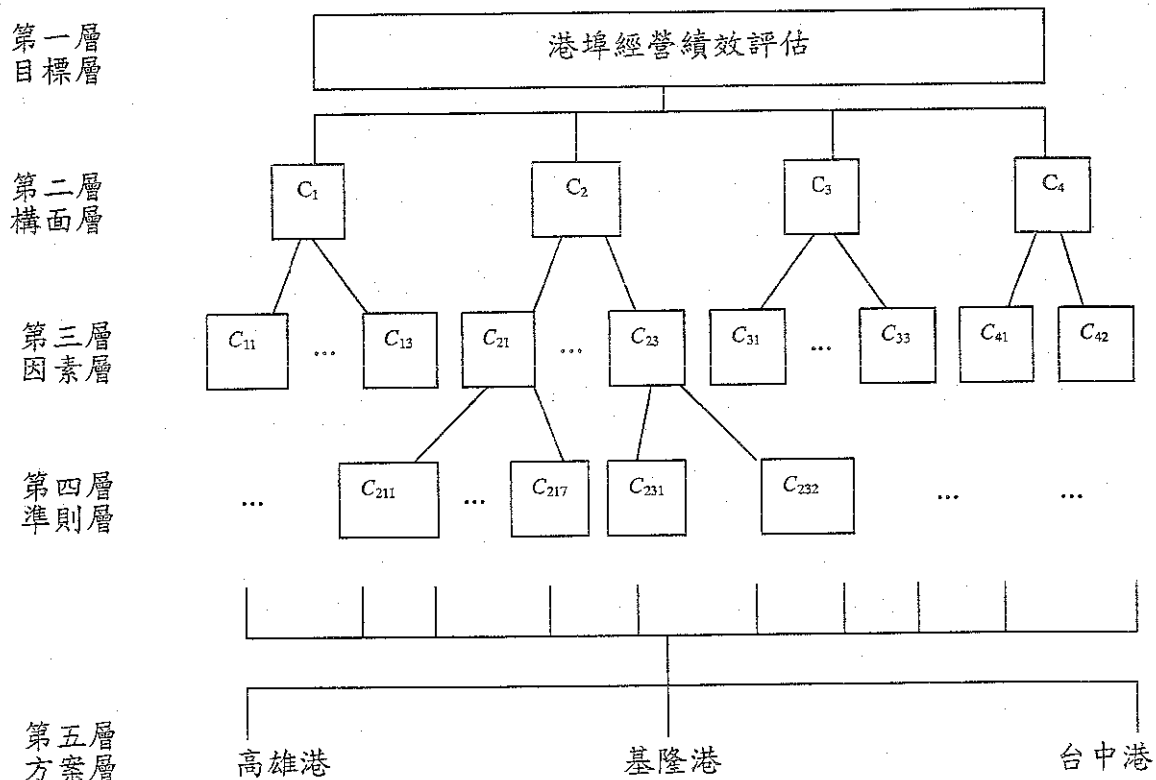 第一層
目標層
港埠經營績效評估
第二層
構面層
C₁
C₂
C₃
C₄
第三層
因素層
C₁₁
...
C₁₃
C₂₁
...
C₂₃
C₃₁
...
C₃₃
C₄₁
C₄₂
第四層
準則層
...
C₂₁₁
...
C₂₁₇
C₂₃₁
C₂₃₂
...
...
第五層
方案層
高雄港
基隆港
台中港